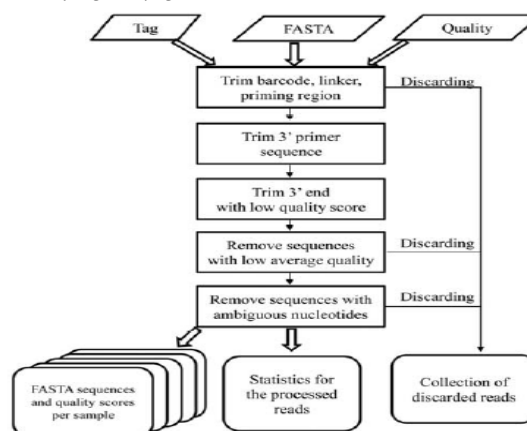 Tag
FASTA
Quality
Trim barcode, linker,
priming region
Discarding
Trim 3' primer
sequence
Trim 3' end
with low quality score
Remove sequences
with low average quality
Discarding
Remove sequences with
ambiguous nucleotides
Discarding
FASTA sequences
and quality scores
per sample
Statistics for
the processed
reads
Collection of
discarded reads